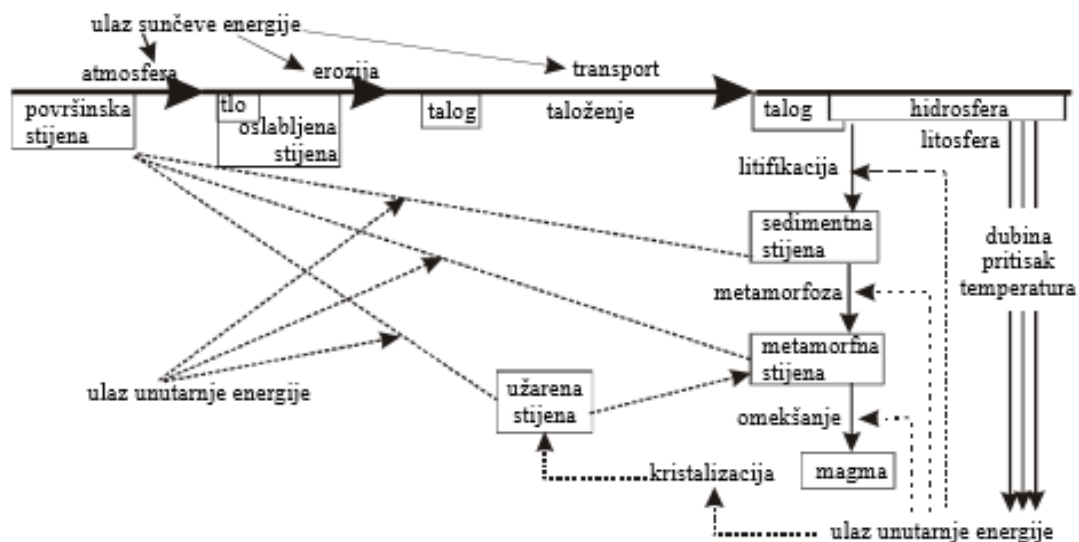 ulaz sunčeve energije
atmosfera
erozija
transport
površinska
stijena
tlo
oslabljena
stijena
talog
taloženje
talog
hidrosfera
litosfera
litifikacija
sedimentna
stijena
dubina
pritisak
temperatura
metamorfoza
metamorfna
stijena
ulaz unutarnje energije
užarena
stijena
omekšanje
kristalizacija
magma
ulaz unutarnje energije